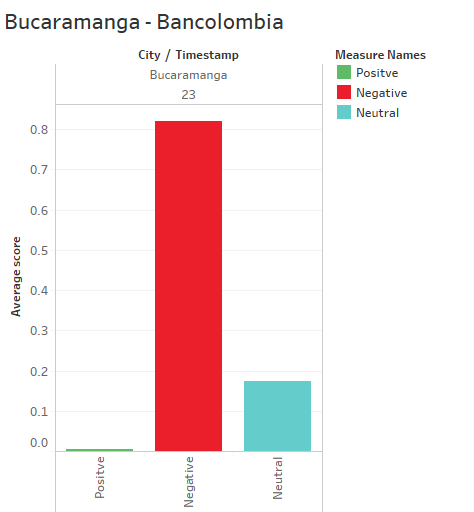 Bucaramanga - Bancolombia
City / Timestamp
Bucaramanga
23
Measure Names
Positve
Negative
Neutral
Average score
0.8
0.7
0.6
0.5
0.4
0.3
0.2
0.1
0.0
Positve
Negative
Neutral